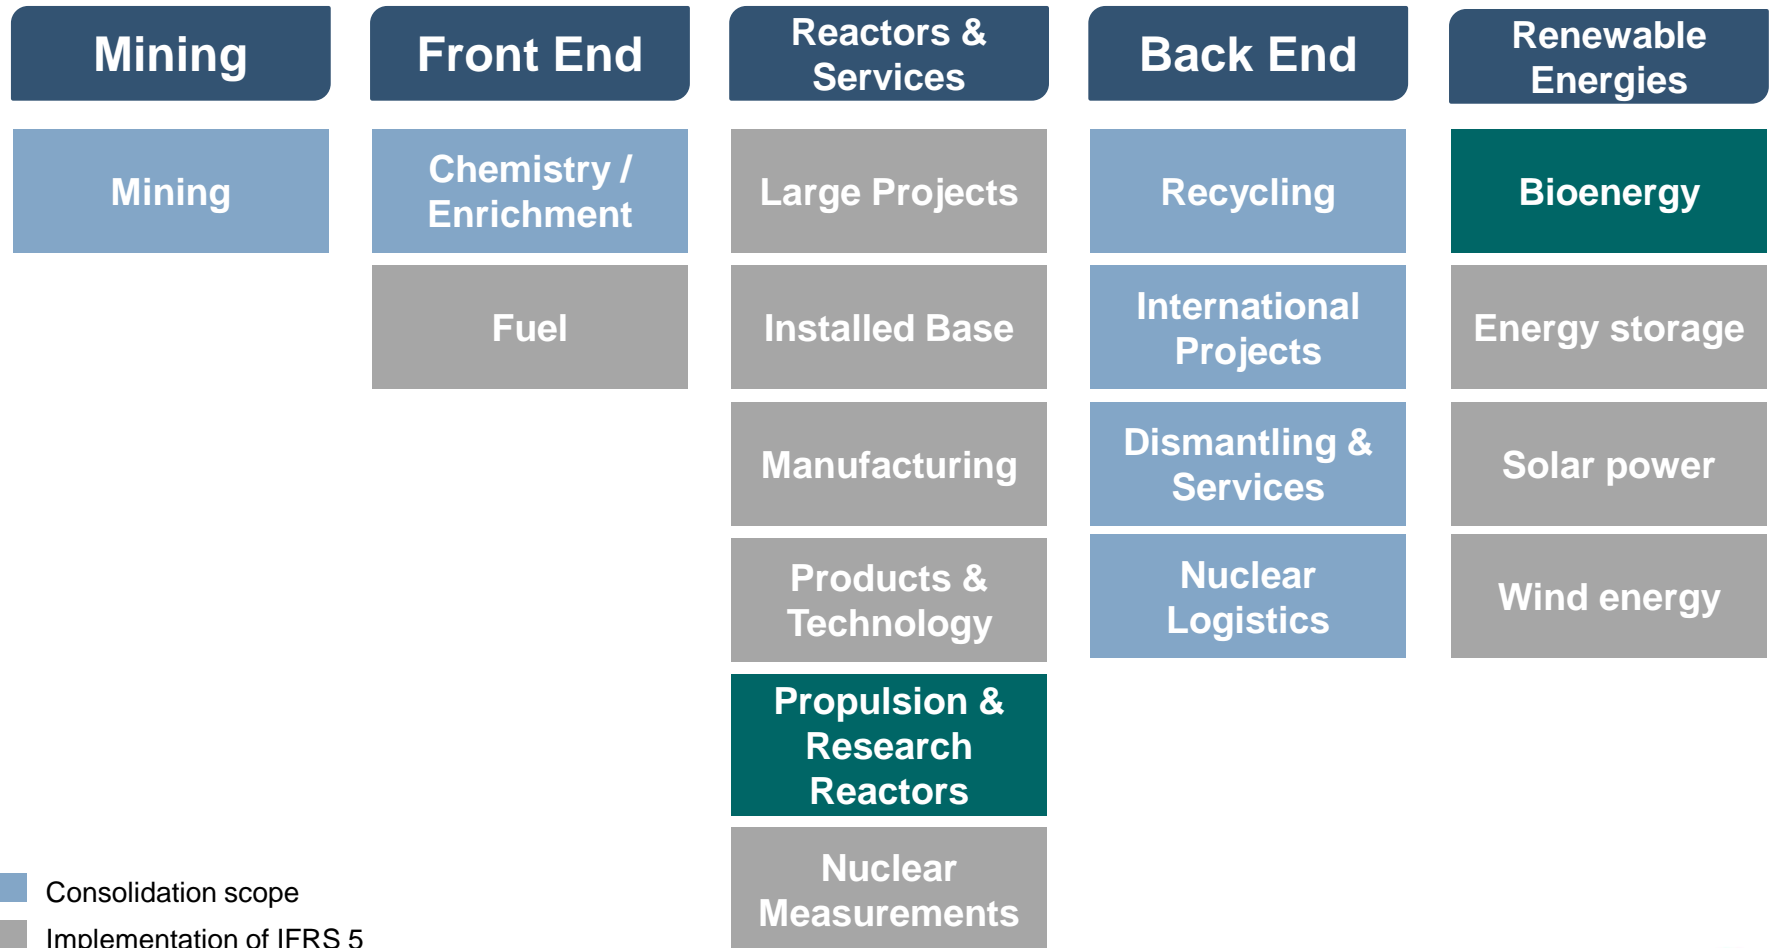 Mining
Front End
Reactors &
Services
Back End
Renewable
Energies
Mining
Chemistry /
Enrichment
Large Projects
Recycling
Bioenergy
Fuel
Installed Base
International
Projects
Energy storage
Manufacturing
Dismantling &
Services
Solar power
Products &
Technology
Nuclear
Logistics
Wind energy
Propulsion &
Research
Reactors
Nuclear
Measurements
Consolidation scope
Implementation of IFRS 5